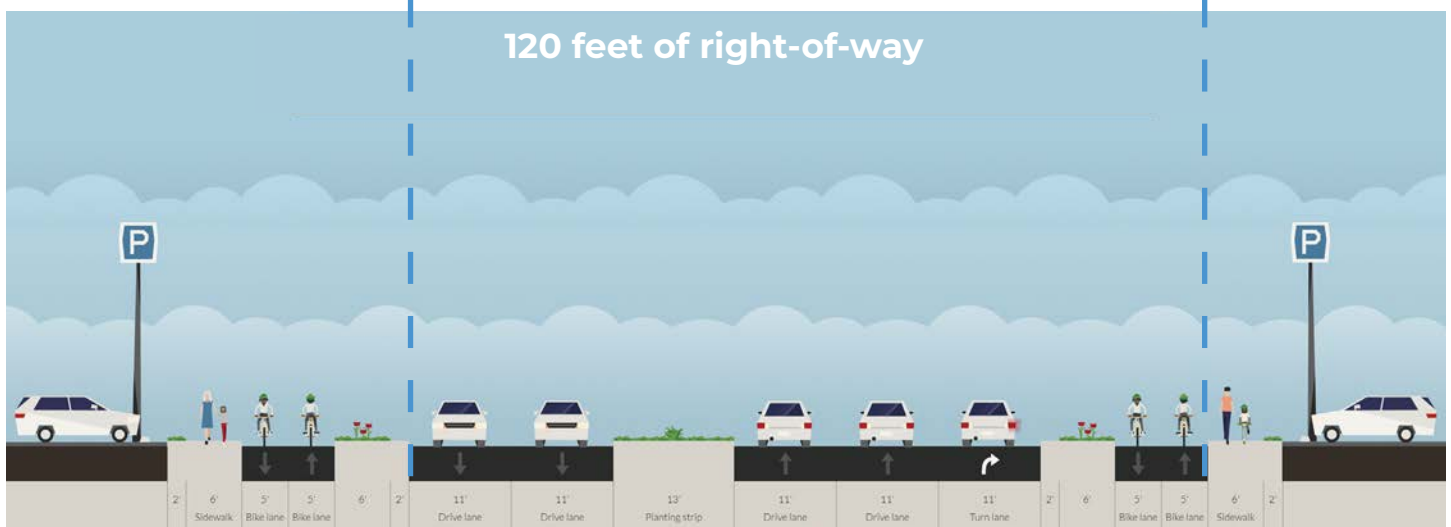 120 feet of right-of-way
P
P
2' 6' 5' 5' 6' 2' 11' 11' 13' 11' 11' 11' 2' 6' 5' 5' 6' 2'
Sidewalk Bike lane Bike lane Drive lane Drive lane Planting strip Drive lane Drive lane Turn lane Bike lane Bike lane Sidewalk